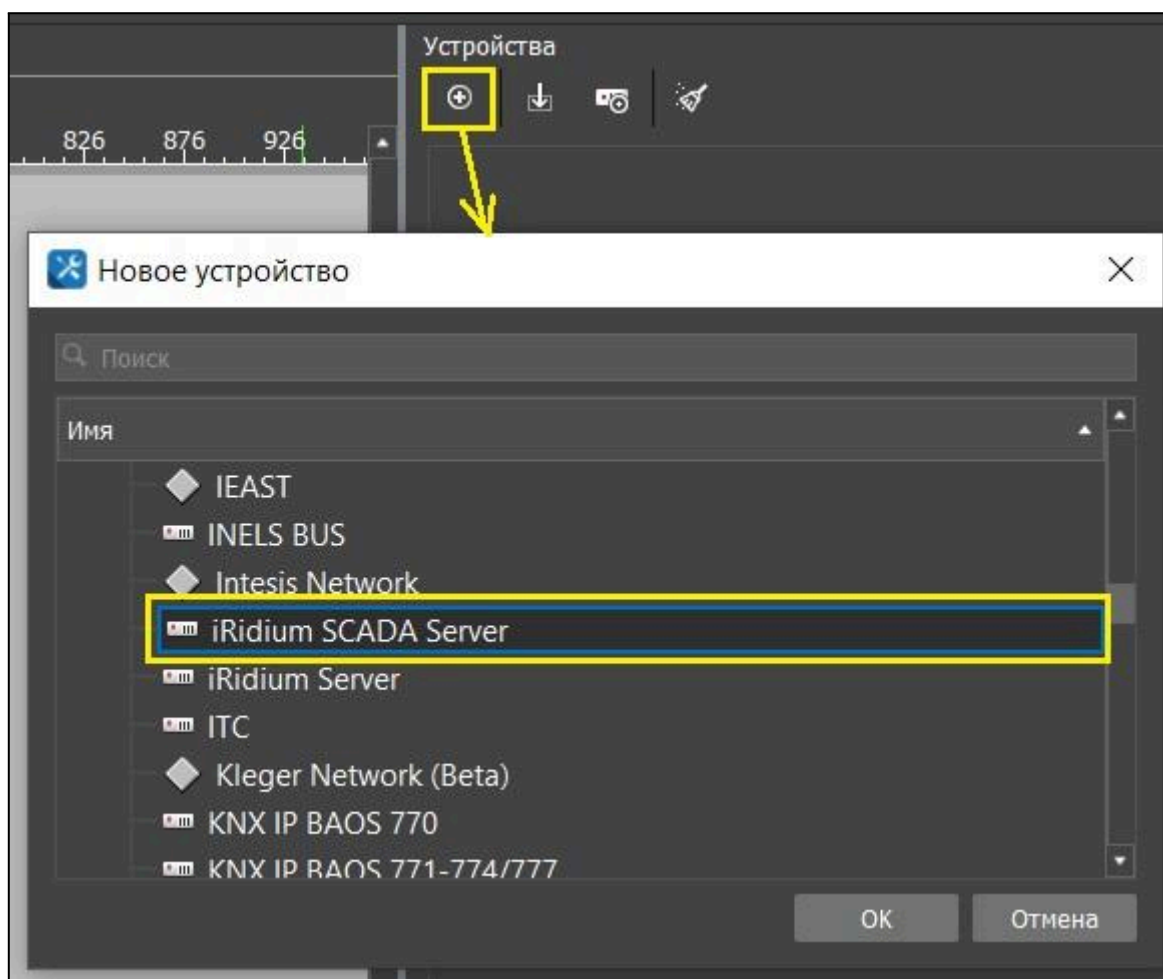 Устройства
826 876 926
Новое устройство
Поиск
Имя
IEAST
INELS BUS
Intesis Network
iRidium SCADA Server
iRidium Server
ITC
Kleger Network (Beta)
KNX IP BAOS 770
KNX IP BAOS 771-774/777
OK Отмена